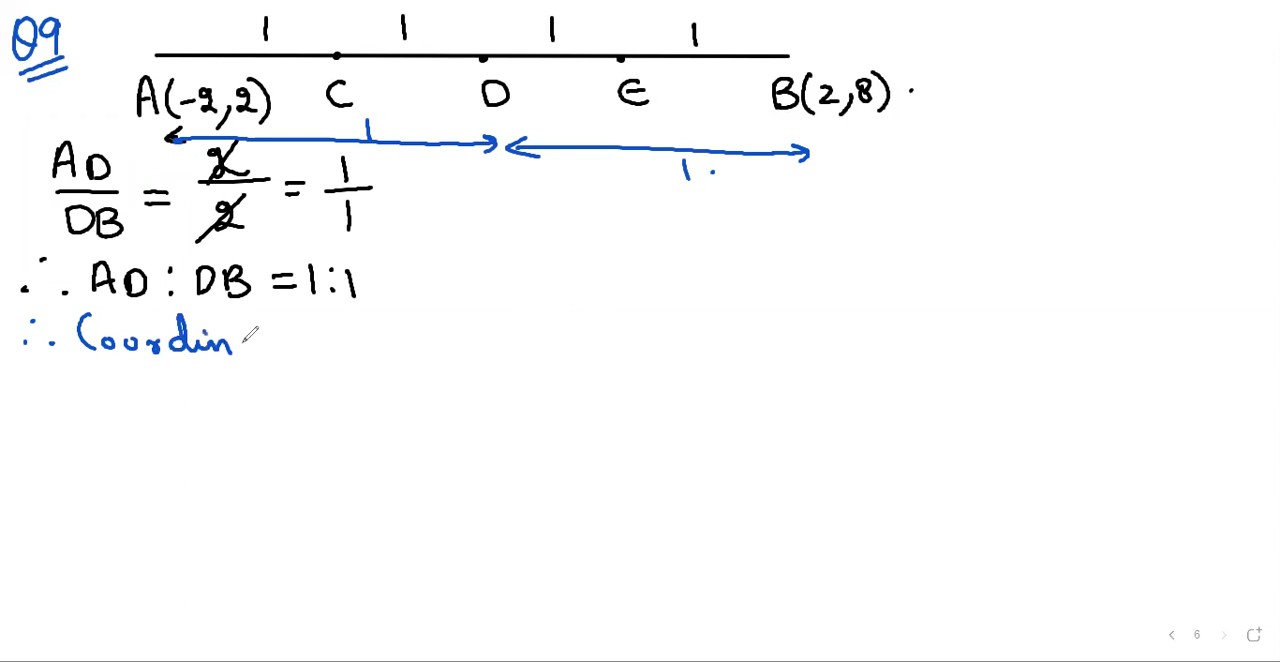 Q9
1 1 1 1
A(-2,2) C D E B(2,8) .
1 1 .
AD/DB = 2/2 = 1/1
∴ AD : DB = 1:1
∴ Coordin
6